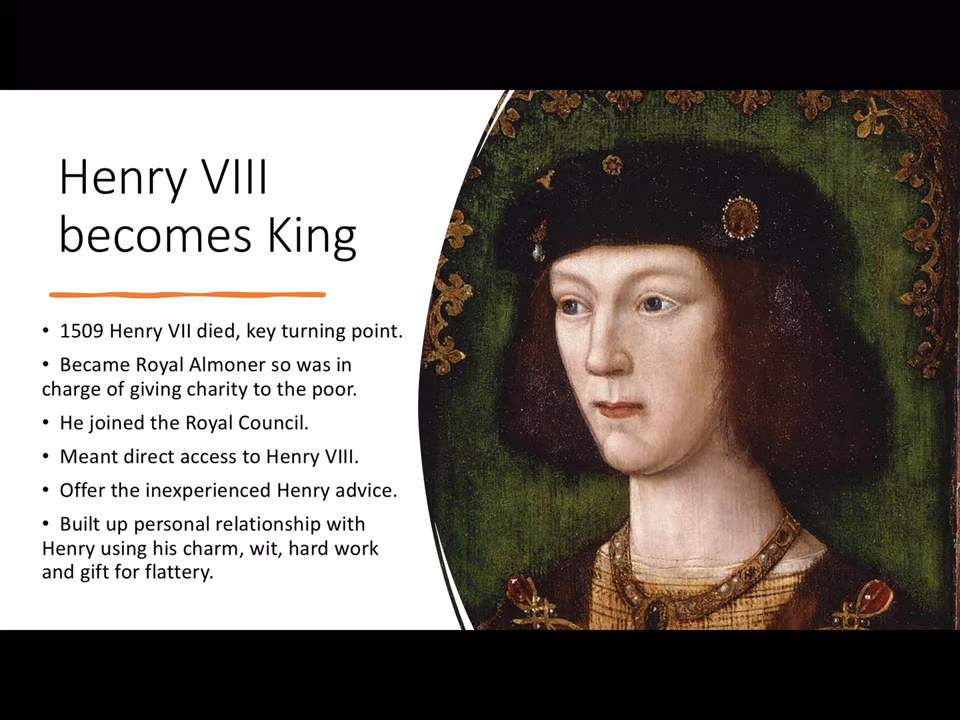 Henry VIII
becomes King
• 1509 Henry VII died, key turning point.
• Became Royal Almoner so was in
charge of giving charity to the poor.
• He joined the Royal Council.
• Meant direct access to Henry VIII.
• Offer the inexperienced Henry advice.
• Built up personal relationship with
Henry using his charm, wit, hard work
and gift for flattery.